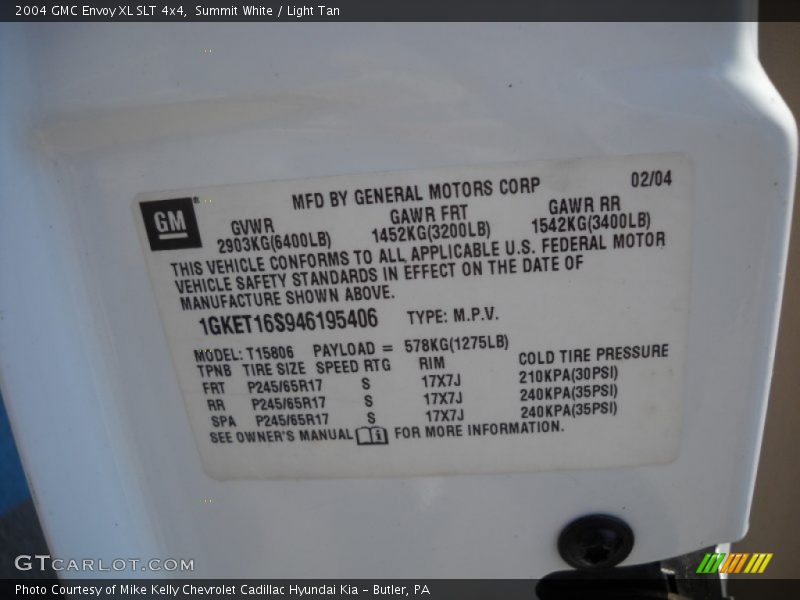 2004 GMC Envoy XL SLT 4x4,  Summit White / Light Tan
GM®
MFD BY GENERAL MOTORS CORP 02/04
GVWR GAWR FRT GAWR RR
2903KG(6400LB) 1452KG(3200LB) 1542KG(3400LB)
THIS VEHICLE CONFORMS TO ALL APPLICABLE U.S. FEDERAL MOTOR
VEHICLE SAFETY STANDARDS IN EFFECT ON THE DATE OF
MANUFACTURE SHOWN ABOVE.
1GKET16S946195406 TYPE: M.P.V.
MODEL: T15806 PAYLOAD = 578KG(1275LB)
TPNB TIRE SIZE SPEED RTG RIM COLD TIRE PRESSURE
FRT P245/65R17 S 17X7J 210KPA(30PSI)
RR P245/65R17 S 17X7J 240KPA(35PSI)
SPA P245/65R17 S 17X7J 240KPA(35PSI)
SEE OWNER'S MANUAL FOR MORE INFORMATION.
GTCARLOT.COM
Photo Courtesy of Mike Kelly Chevrolet Cadillac Hyundai Kia – Butler, PA